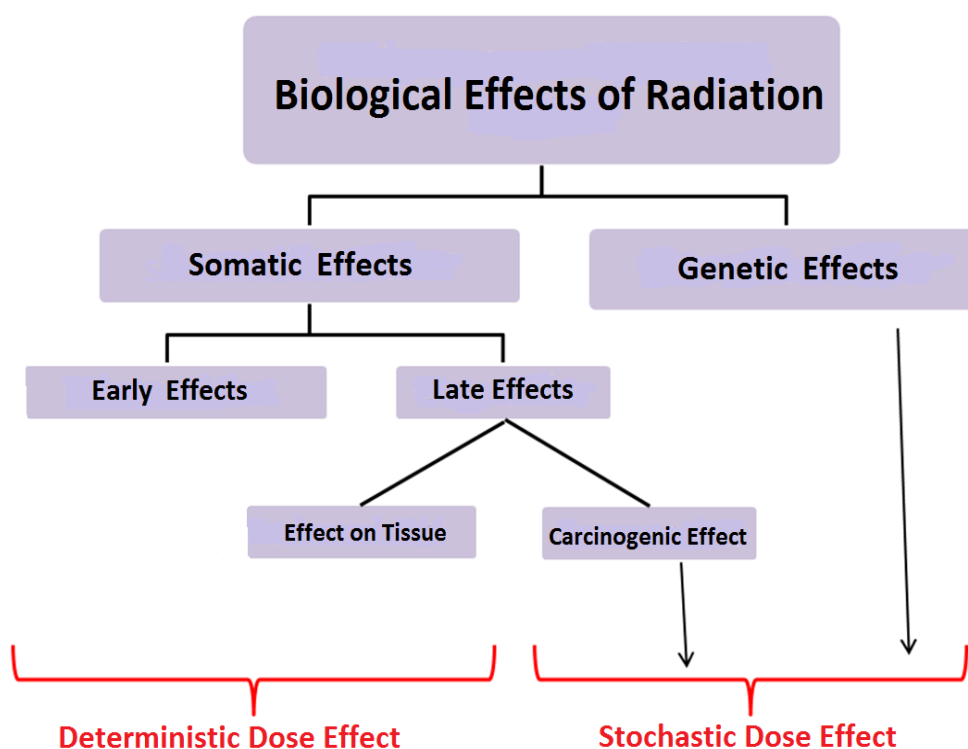 Biological Effects of Radiation
Somatic Effects
Genetic Effects
Early Effects
Late Effects
Effect on Tissue
Carcinogenic Effect
Deterministic Dose Effect
Stochastic Dose Effect